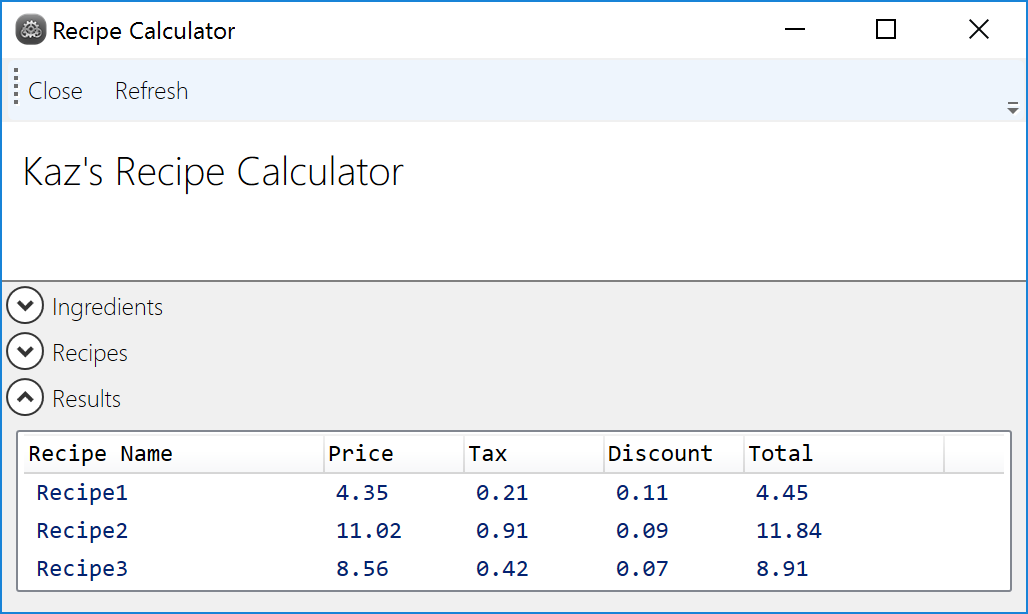 Recipe Calculator
Close Refresh
Kaz's Recipe Calculator
Ingredients
Recipes
Results
Recipe Name Price Tax Discount Total
Recipe1 4.35 0.21 0.11 4.45
Recipe2 11.02 0.91 0.09 11.84
Recipe3 8.56 0.42 0.07 8.91